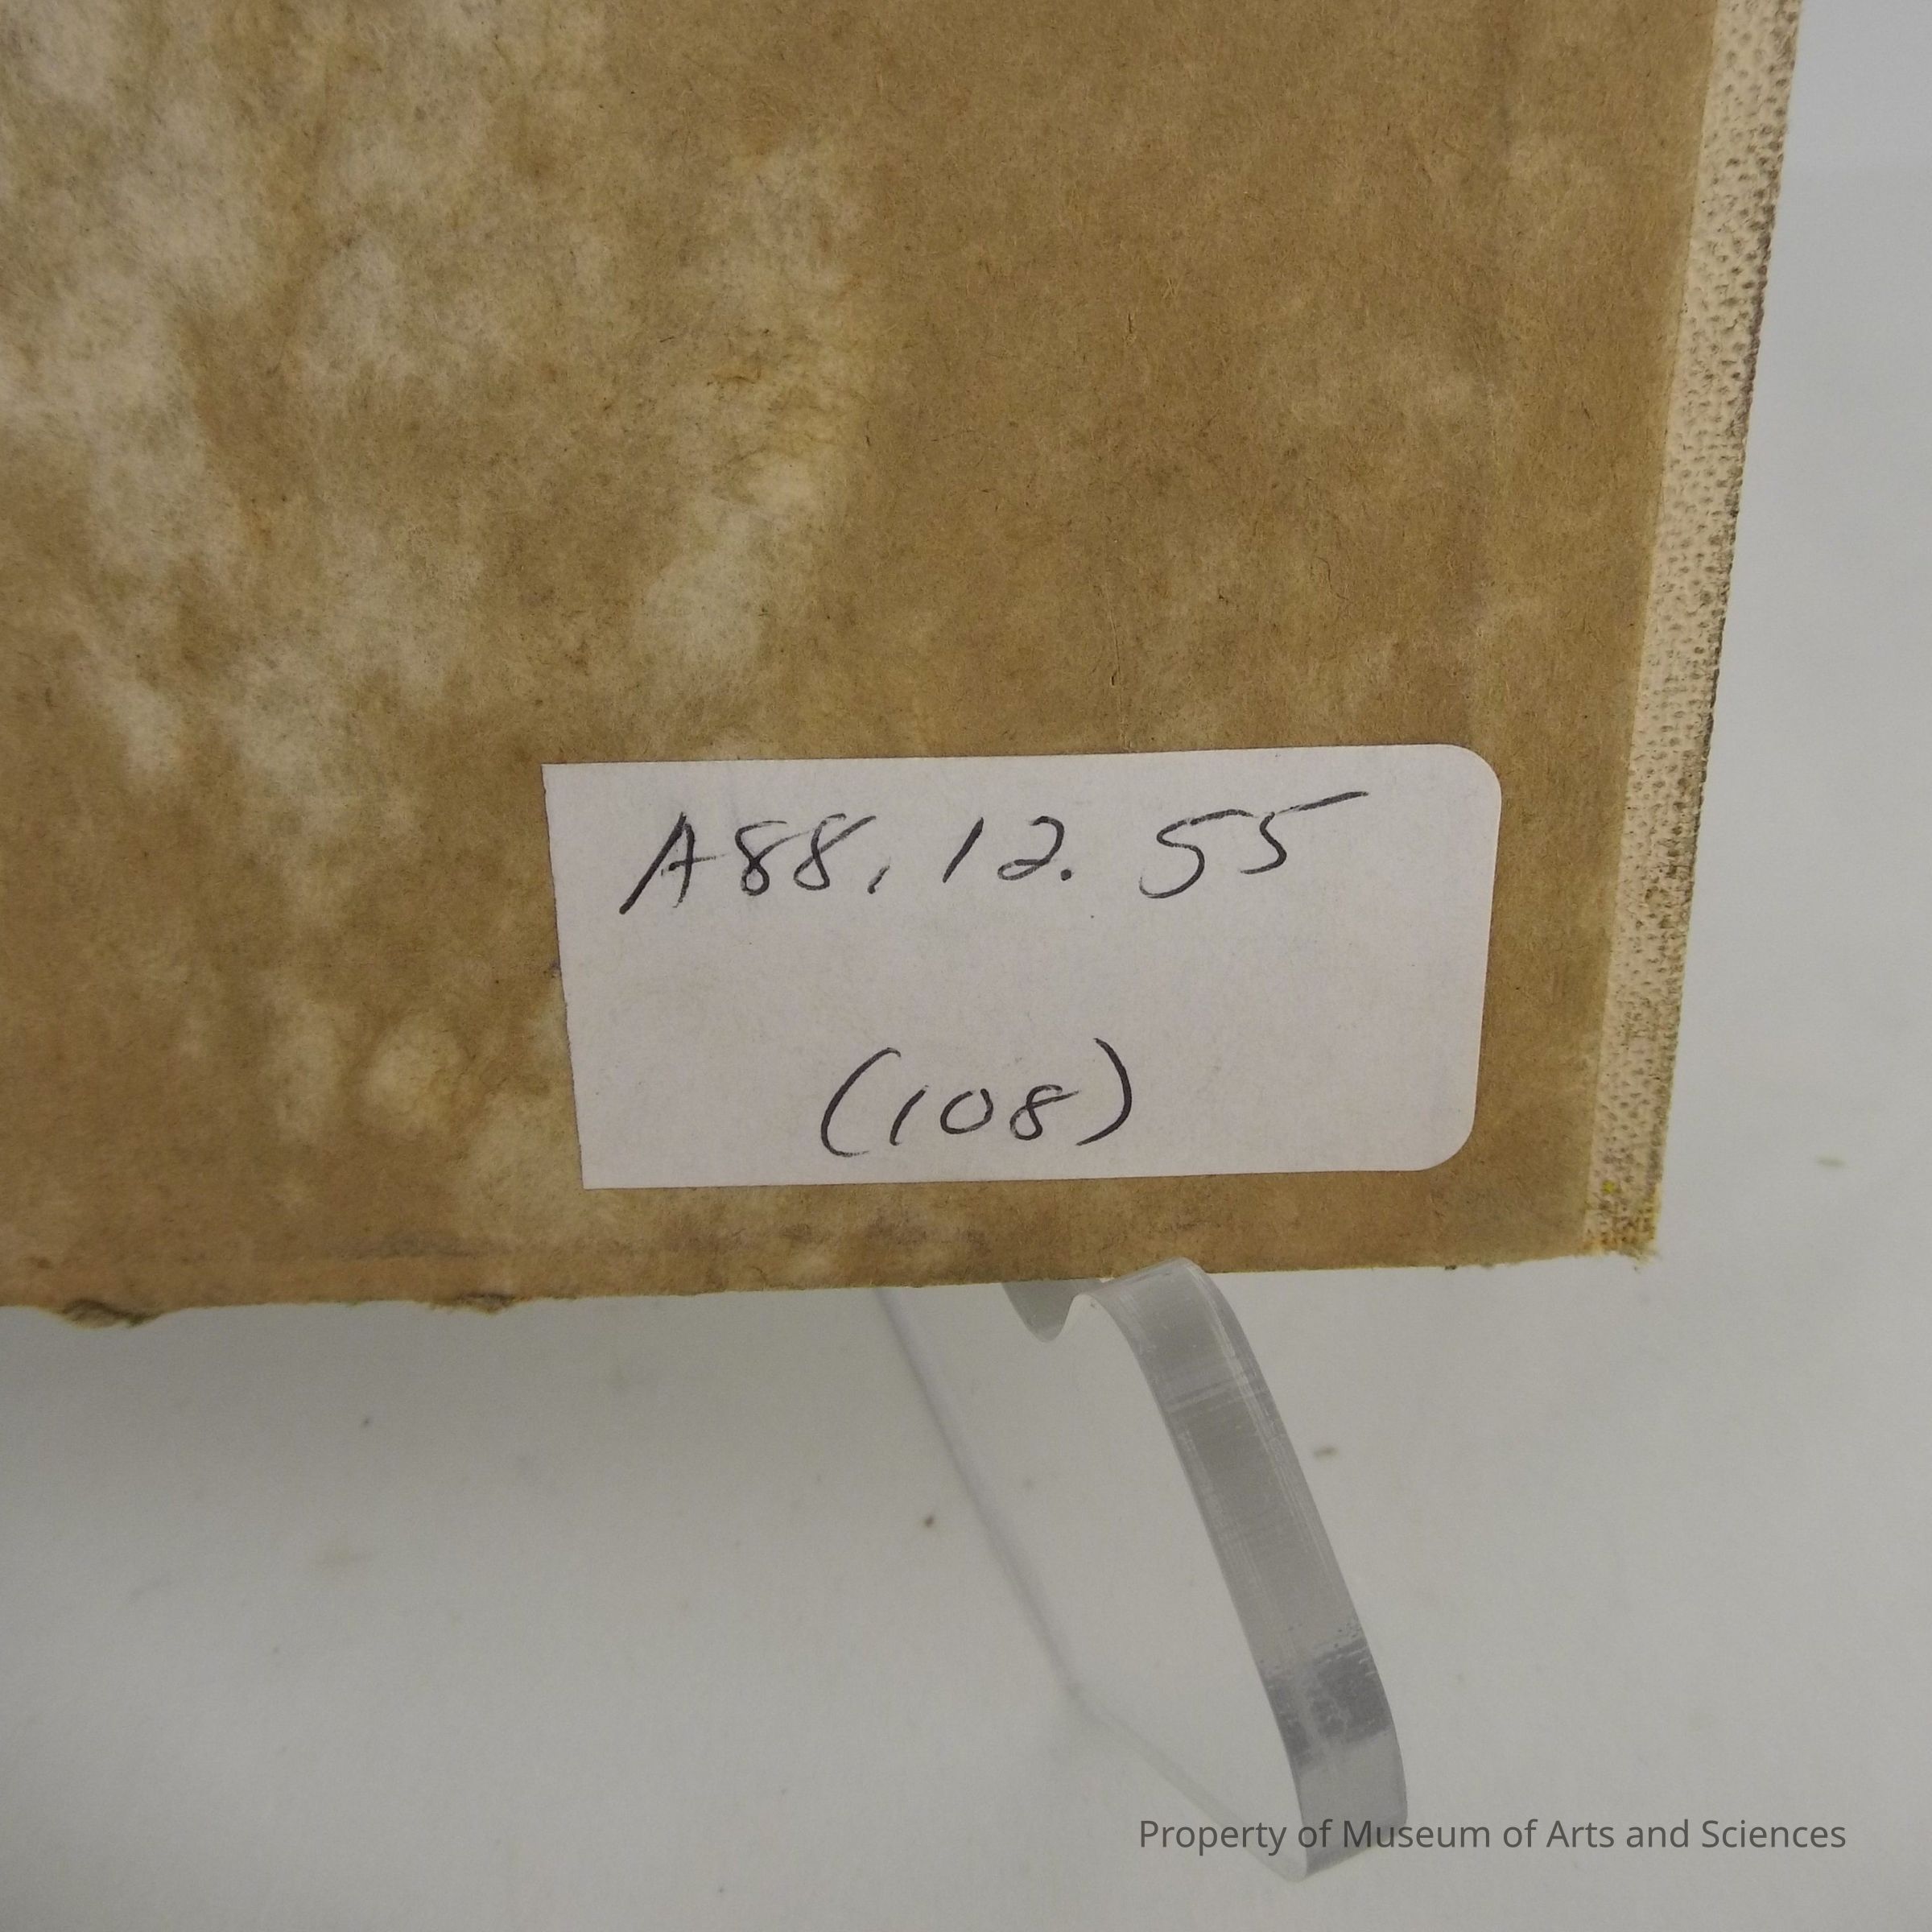 A88.12.55
(108)
Property of Museum of Arts and Sciences